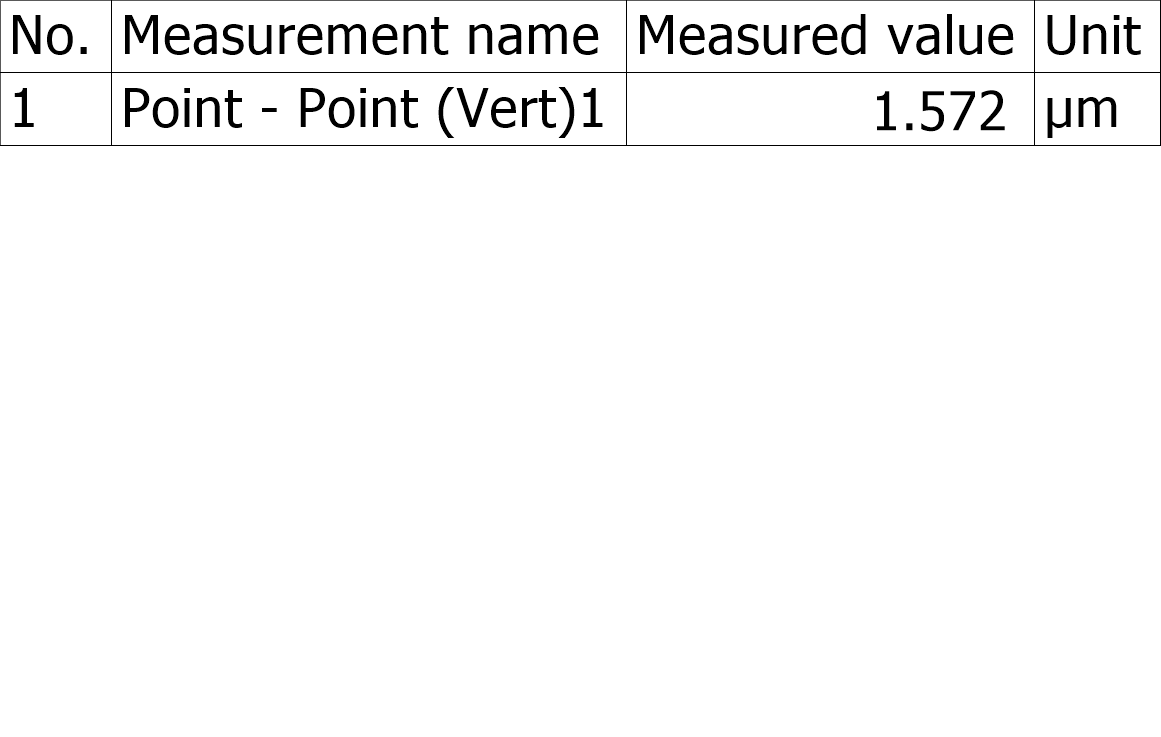 No. Measurement name Measured value Unit
1 Point - Point (Vert)1 1.572 µm